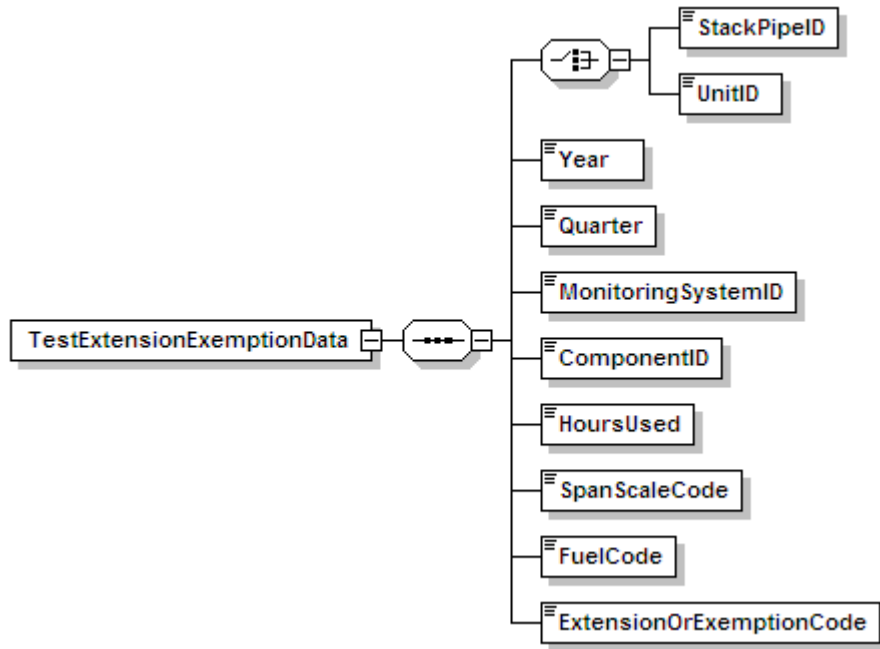 StackPipeID
UnitID
Year
Quarter
MonitoringSystemID
TestExtensionExemptionData
ComponentID
HoursUsed
SpanScaleCode
FuelCode
ExtensionOrExemptionCode